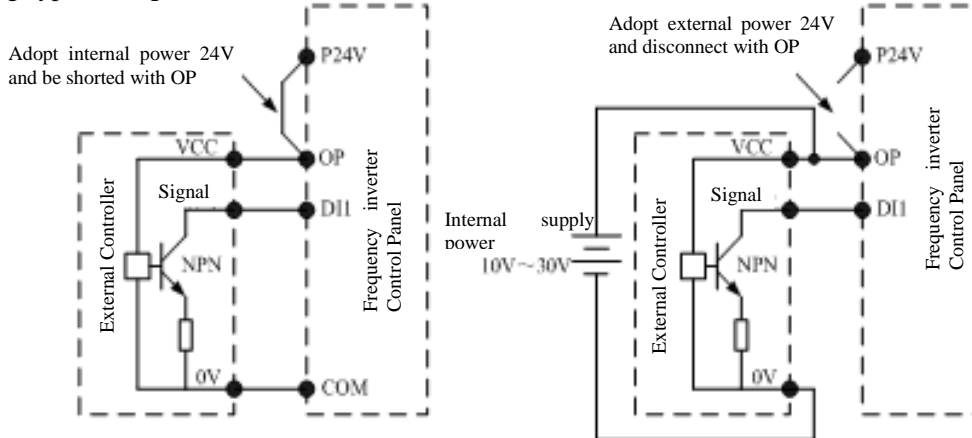 Adopt internal power 24V
and be shorted with OP
P24V
VCC
OP
Signal
DI1
External Controller
NPN
Frequency inverter
Control Panel
0V
COM
Adopt external power 24V
and disconnect with OP
P24V
VCC
OP
Signal
DI1
Internal supply
power
10V~30V
External Controller
NPN
Frequency inverter
Control Panel
0V